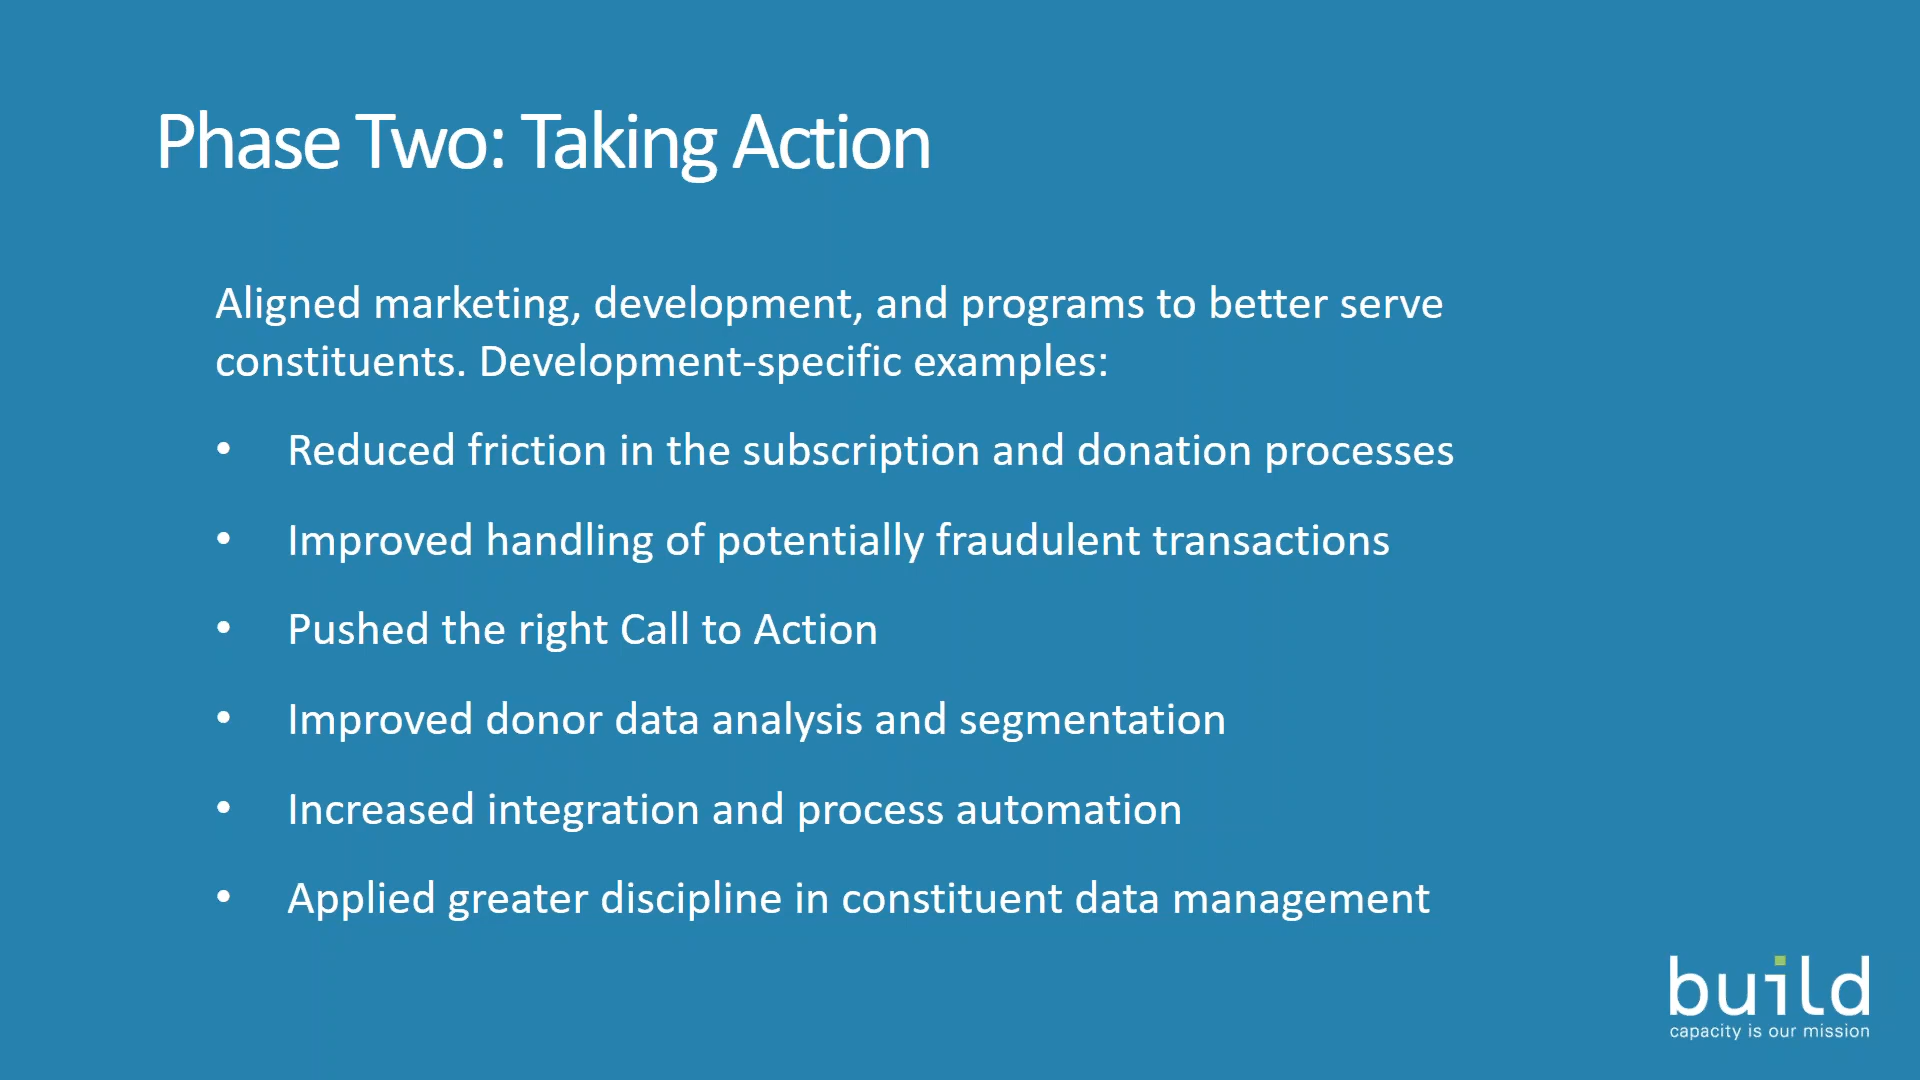 Phase Two: Taking Action
Aligned marketing, development, and programs to better serve
constituents. Development-specific examples:
• Reduced friction in the subscription and donation processes
• Improved handling of potentially fraudulent transactions
• Pushed the right Call to Action
• Improved donor data analysis and segmentation
• Increased integration and process automation
• Applied greater discipline in constituent data management
build
capacity is our mission